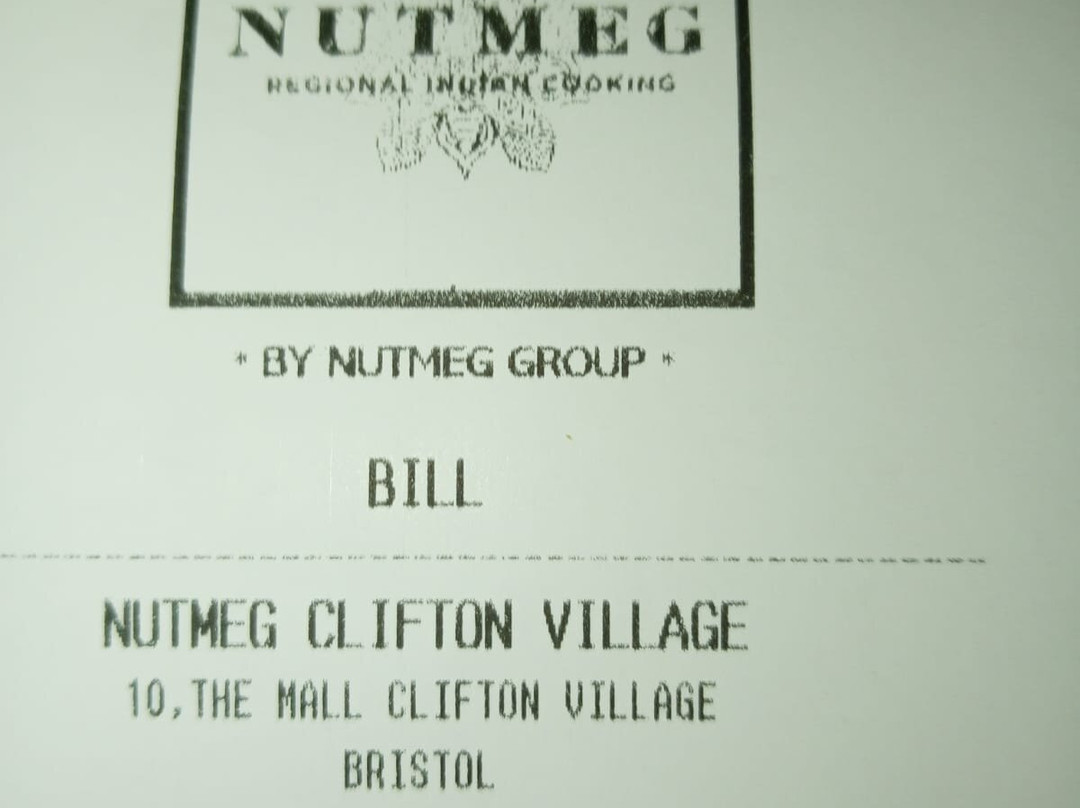 NUTMEG
REGIONAL INDIAN COOKING
* BY NUTMEG GROUP *
BILL
NUTMEG CLIFTON VILLAGE
10,THE MALL CLIFTON VILLAGE
BRISTOL